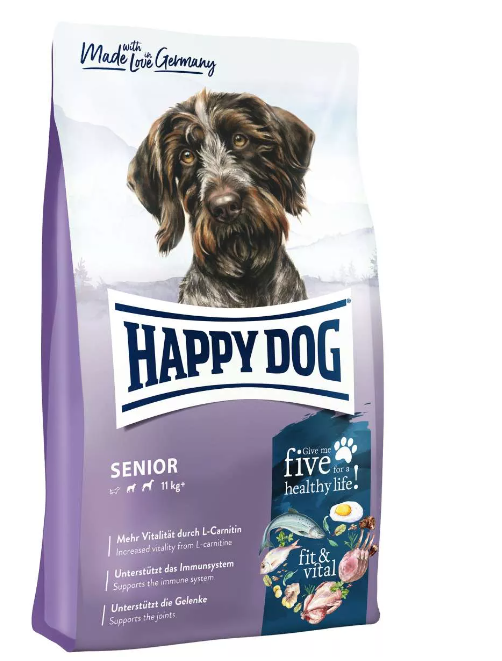 Made with Love in Germany
HAPPY DOG®
SENIOR
11 kg+
Mehr Vitalität durch L-Carnitin
Increased vitality from L-carnitine
Unterstützt das Immunsystem
Supports the immune system
Unterstützt die Gelenke
Supports the joints
Give me
five for a
healthy life!
fit &
vital